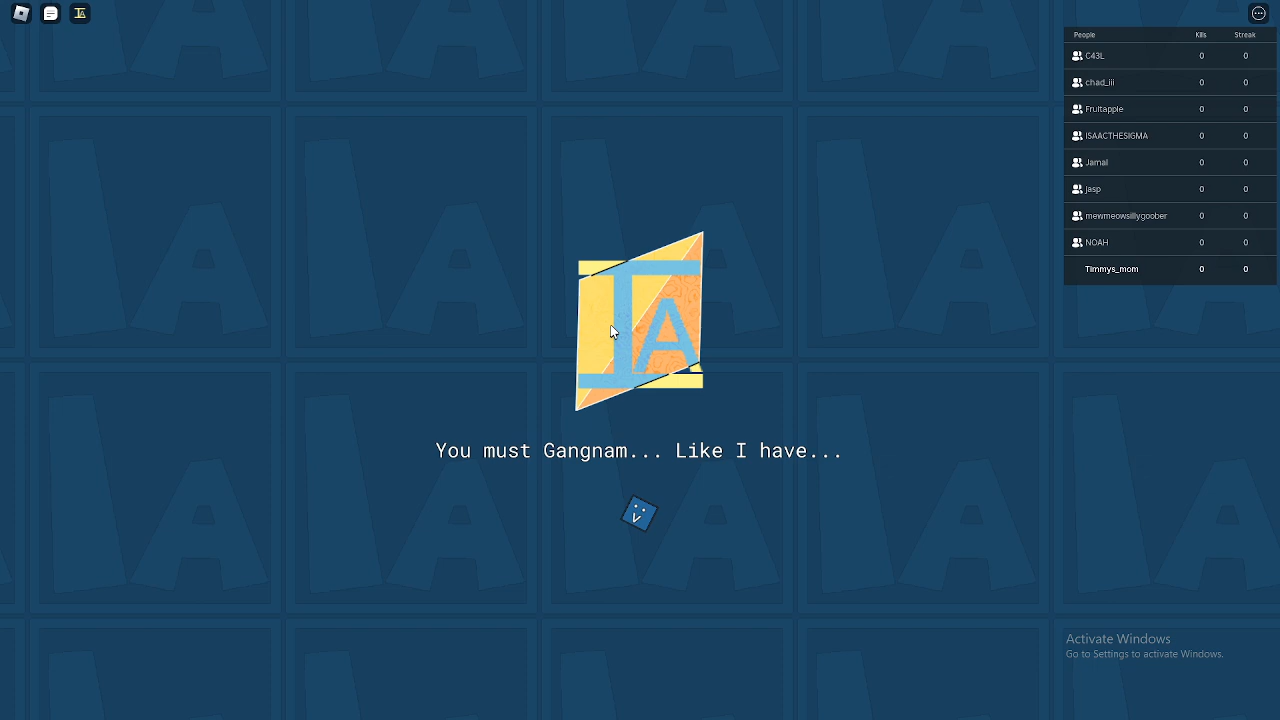 IA
People Kills Streak
C43L 0 0
chad_iii 0 0
Fruitapple 0 0
ISAACTHESIGMA 0 0
Jamal 0 0
Jasp 0 0
mewmeowsillygoober 0 0
NOAH 0 0
Timmys_mom 0 0
IA
You must Gangnam... Like I have...
Activate Windows
Go to Settings to activate Windows.